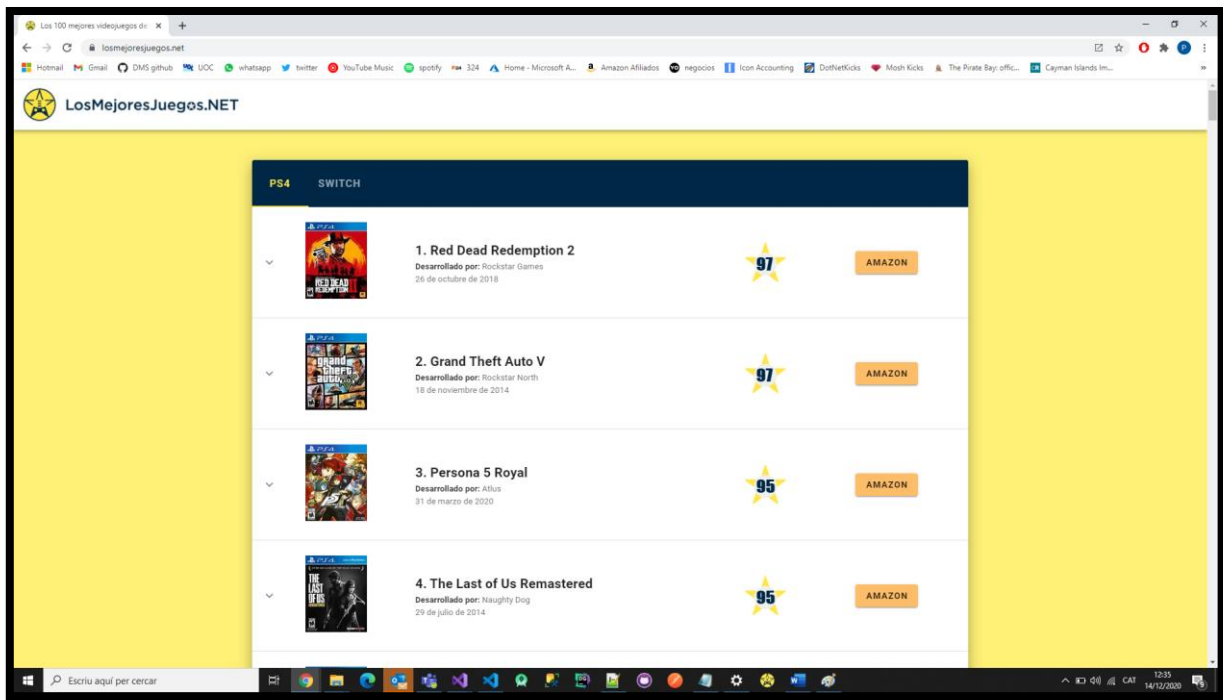 Los 100 mejores videojuegos de
losmejoresjuegos.net
Hotmail Gmail DMS github UOC whatsapp twitter YouTube Music spotify 324 Home - Microsoft A... Amazon Afiliados negocios Icon Accounting DotNetKicks Mosh Kicks The Pirate Bay: offic... Cayman Islands Im...
LosMejoresJuegos.NET
PS4 SWITCH
1. Red Dead Redemption 2
Desarrollado por: Rockstar Games
26 de octubre de 2018
97
AMAZON
2. Grand Theft Auto V
Desarrollado por: Rockstar North
18 de noviembre de 2014
97
AMAZON
3. Persona 5 Royal
Desarrollado por: Atlus
31 de marzo de 2020
95
AMAZON
4. The Last of Us Remastered
Desarrollado por: Naughty Dog
29 de julio de 2014
95
AMAZON
Escriu aquí per cercar
CAT
12:35
14/12/2020